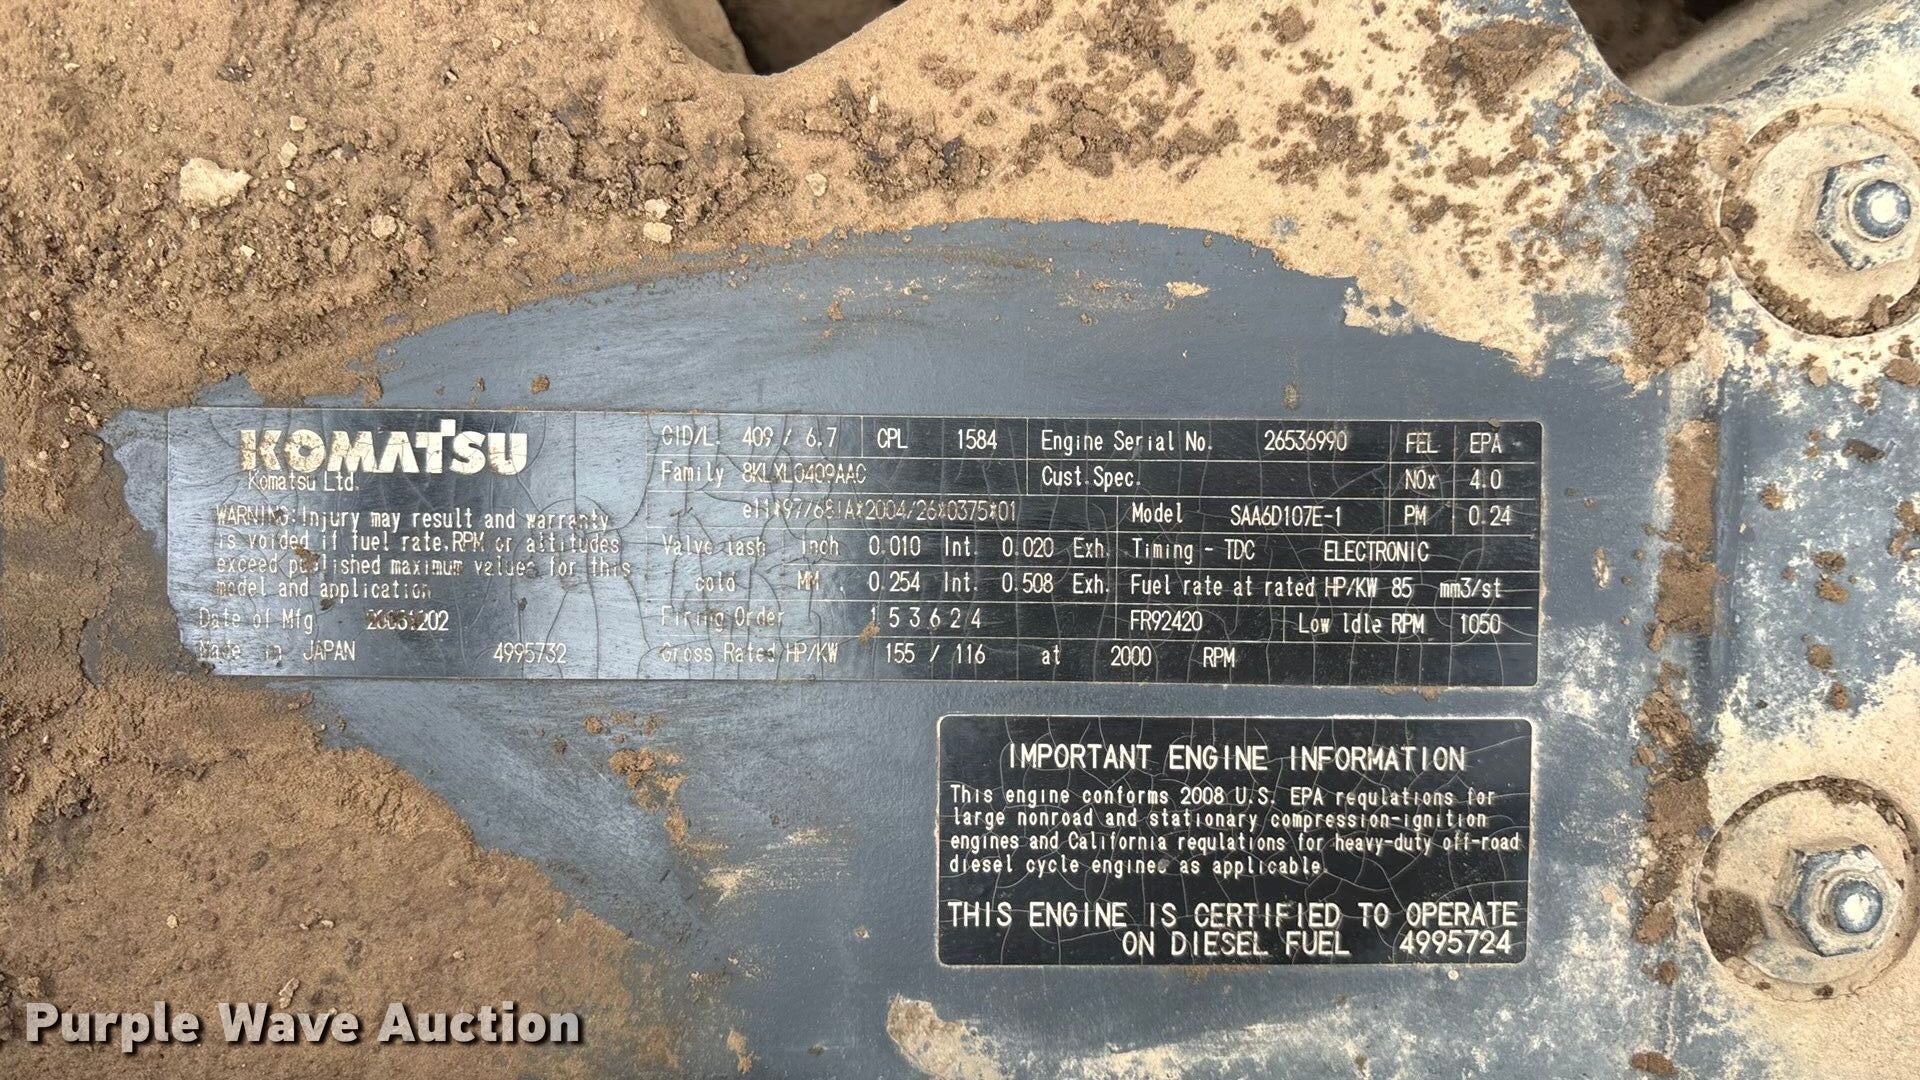 KOMATSU
Komatsu Ltd.
WARNING: Injury may result and warranty
is voided if fuel rate, RPM or altitudes
exceed published maximum values for this
model and application
Date of Mfg
Made in JAPAN 4995732
CID/L. 409 / 6.7 CPL 1584 Engine Serial No. 26536990 FEL EPA
Family 8KLXL0409AAC Cust. Spec. NOx 4.0
e11*97/68IA*2004/26*0375*01 Model SAA6D107E-1 PM 0.24
Valve lash inch 0.010 Int. 0.020 Exh. Timing - TDC ELECTRONIC
cold MM 0.254 Int. 0.508 Exh. Fuel rate at rated HP/KW 85 mm3/st
Firing Order 1 5 3 6 2 4 FR92420 Low Idle RPM 1050
Gross Rated HP/KW 155 / 116 at 2000 RPM
IMPORTANT ENGINE INFORMATION
This engine conforms 2008 U.S. EPA regulations for
large nonroad and stationary compression-ignition
engines and California regulations for heavy-duty off-road
diesel cycle engines as applicable.
THIS ENGINE IS CERTIFIED TO OPERATE
ON DIESEL FUEL 4995724
Purple Wave Auction